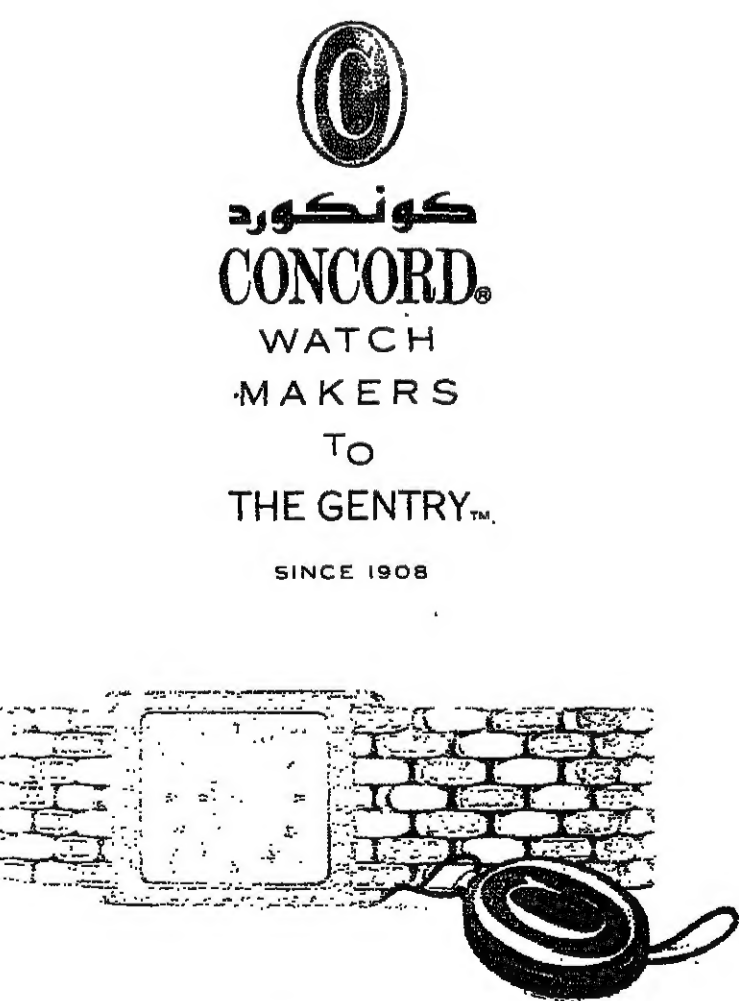 كونكورد
CONCORD®
WATCH
MAKERS
TO
THE GENTRY™
SINCE 1908